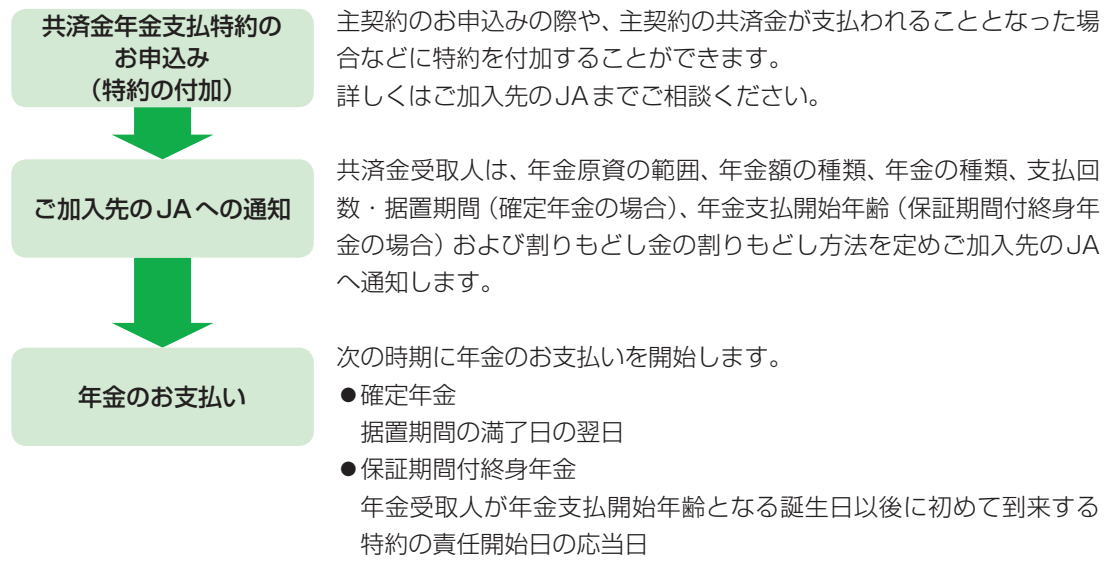 共済金年金支払特約の
お申込み
（特約の付加）
主契約のお申込みの際や、主契約の共済金が支払われることとなった場
合などに特約を付加することができます。
詳しくはご加入先のJAまでご相談ください。
ご加入先のJAへの通知
共済金受取人は、年金原資の範囲、年金額の種類、年金の種類、支払回
数・据置期間（確定年金の場合）、年金支払開始年齢（保証期間付終身年
金の場合）および割りもどし金の割りもどし方法を定めご加入先のJA
へ通知します。
年金のお支払い
次の時期に年金のお支払いを開始します。
●確定年金
据置期間の満了日の翌日
●保証期間付終身年金
年金受取人が年金支払開始年齢となる誕生日以後に初めて到来する
特約の責任開始日の応当日